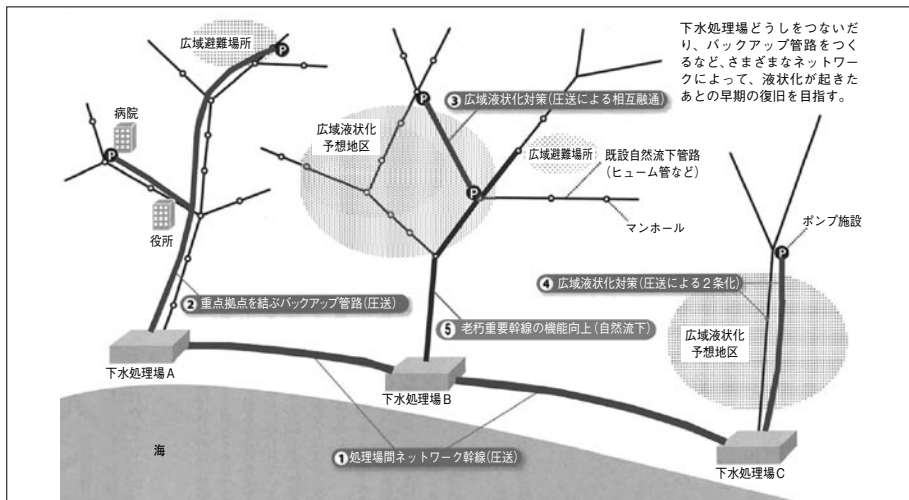 下水処理場どうしをつないだ
り、バックアップ管路をつく
るなど、さまざまなネットワー
クによって、液状化が起きた
あとの早期の復旧を目指す。
広域避難場所
P
病院
P
役所
②重点拠点を結ぶバックアップ管路(圧送)
下水処理場A
P
③広域液状化対策(圧送による相互融通)
広域液状化
予想地区
広域避難場所
既設自然流下管路
(ヒューム管など)
P
マンホール
ポンプ施設
P
④広域液状化対策(圧送による2条化)
⑤老朽重要幹線の機能向上(自然流下)
広域液状化
予想地区
下水処理場B
海
①処理場間ネットワーク幹線(圧送)
下水処理場C